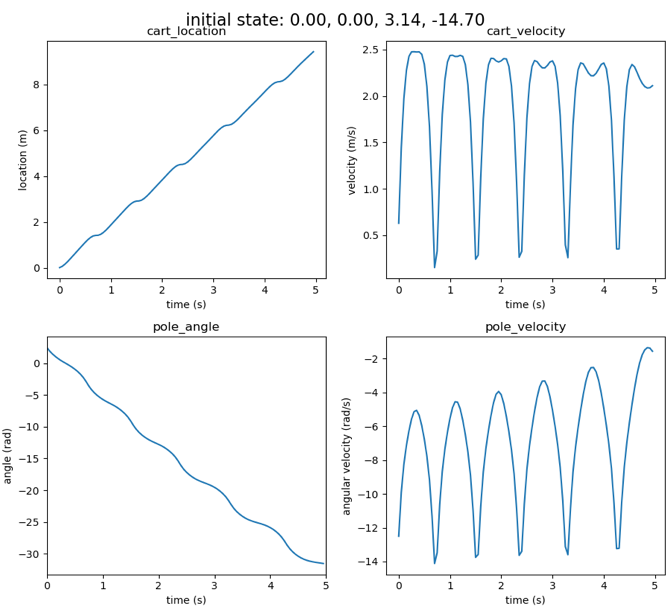 initial state: 0.00, 0.00, 3.14, -14.70
cart_location
location (m)
8
6
4
2
0
0 1 2 3 4 5
time (s)
cart_velocity
velocity (m/s)
2.5
2.0
1.5
1.0
0.5
0 1 2 3 4 5
time (s)
pole_angle
angle (rad)
0
−5
−10
−15
−20
−25
−30
0 1 2 3 4 5
time (s)
pole_velocity
angular velocity (rad/s)
−2
−4
−6
−8
−10
−12
−14
0 1 2 3 4 5
time (s)